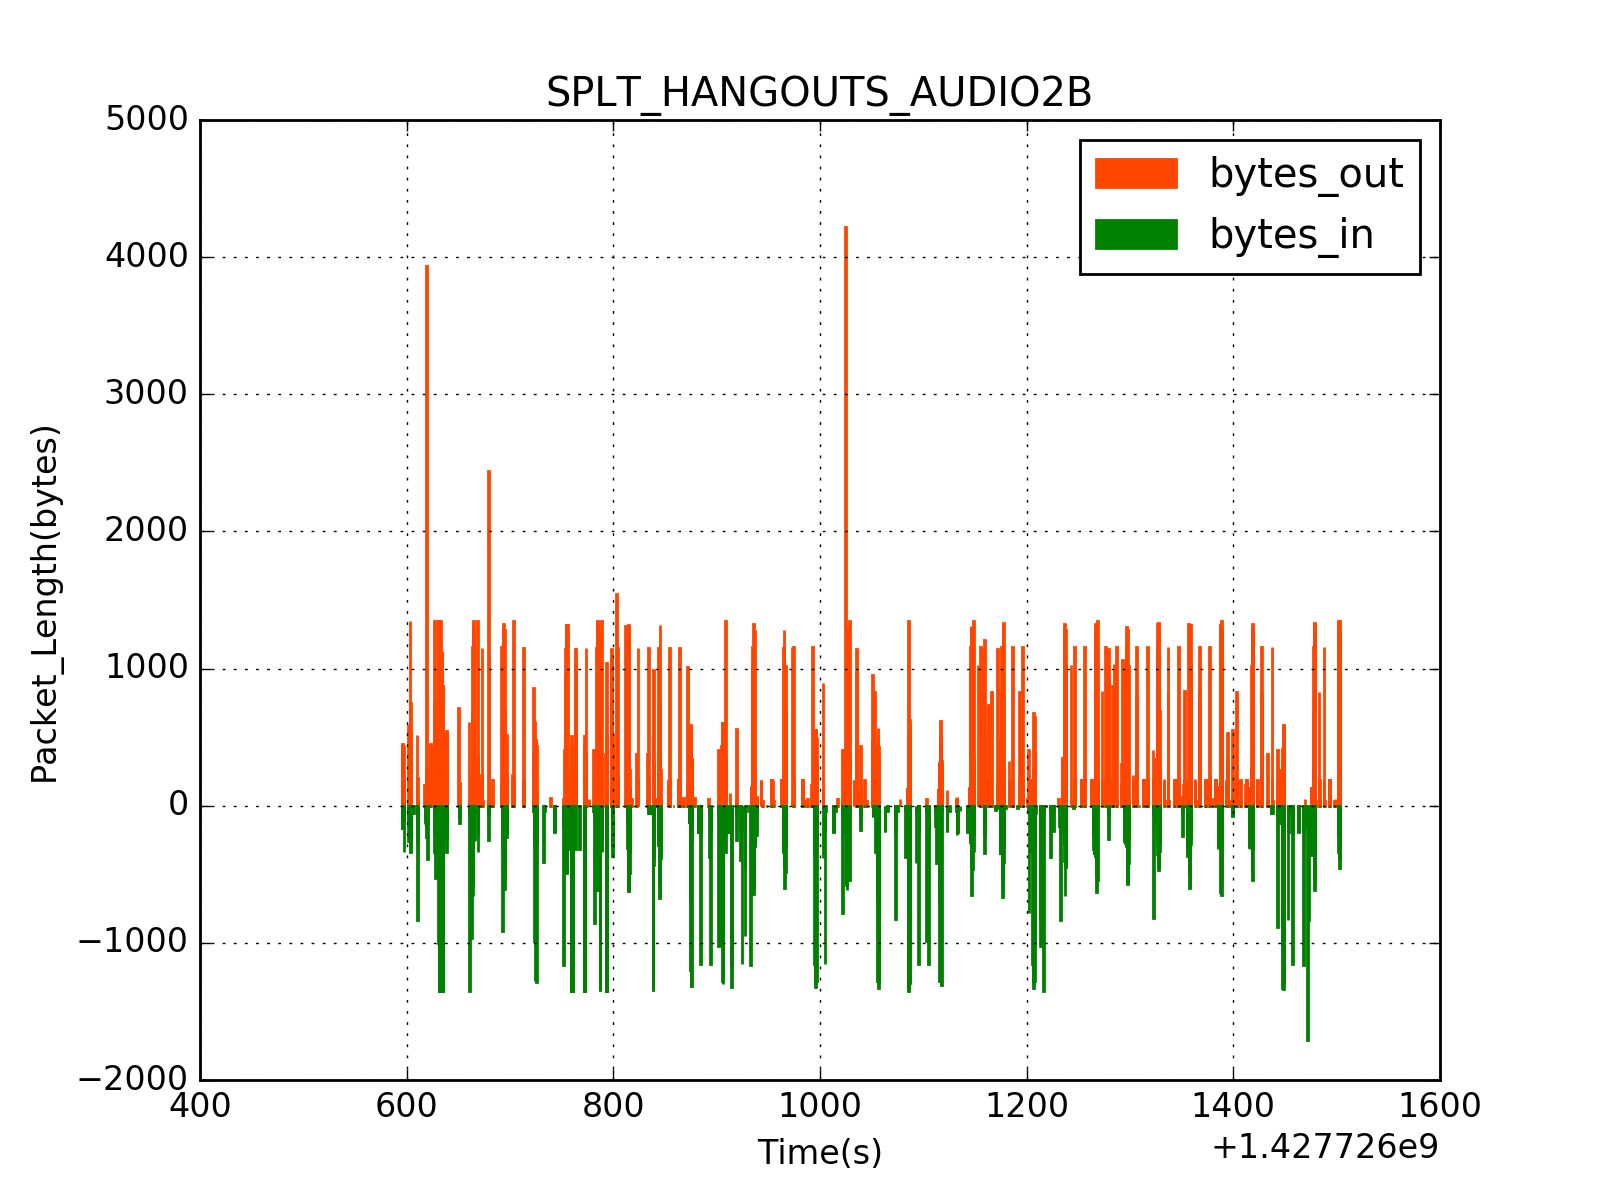 SPLT_HANGOUTS_AUDIO2B
5000
4000
3000
2000
1000
0
−1000
−2000
Packet_Length(bytes)
bytes_out
bytes_in
400 600 800 1000 1200 1400 1600
Time(s)
+1.427726e9